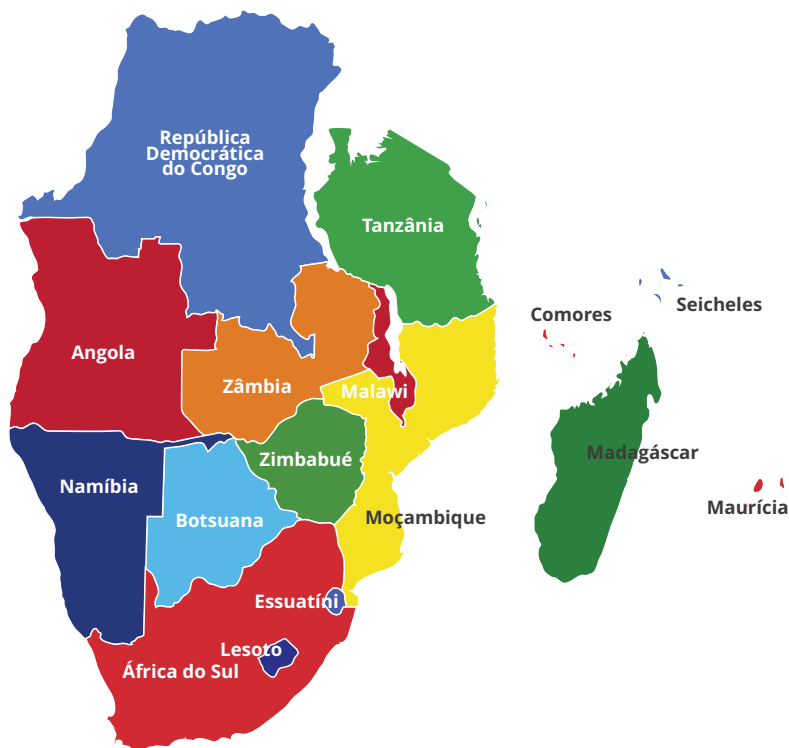 República
Democrática
do Congo
Tanzânia
Seicheles
Comores
Angola
Zâmbia
Malawi
Madagáscar
Zimbabué
Namíbia
Maurícia
Moçambique
Botsuana
Essuatíni
Lesoto
África do Sul